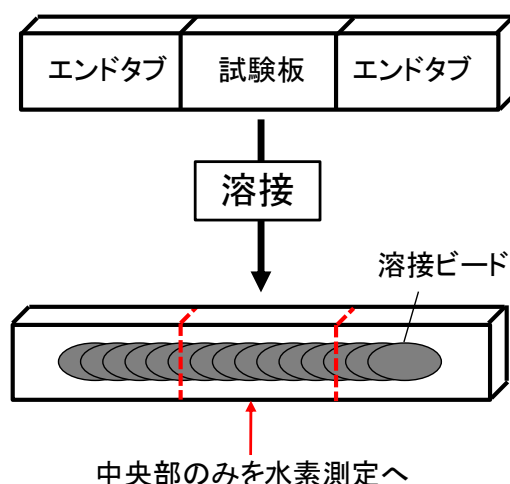 エンドタブ 試験板 エンドタブ
溶接
溶接ビード
中央部のみを水素測定へ